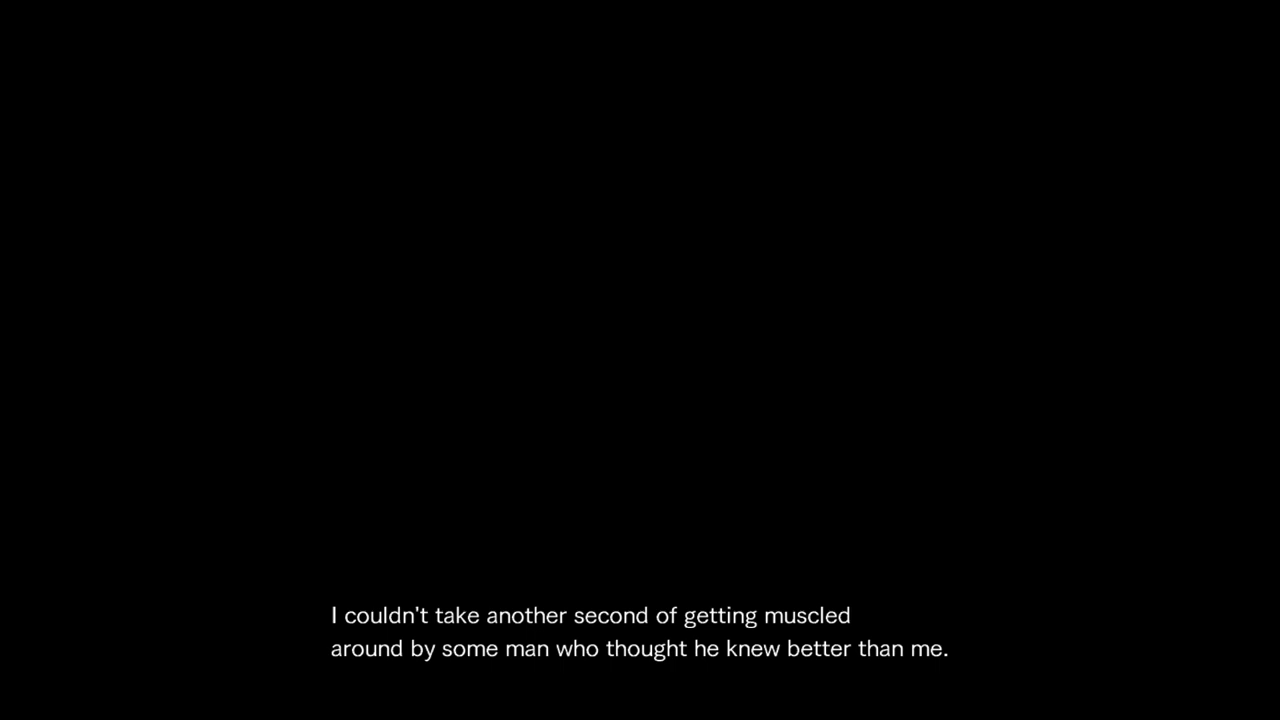 I couldn't take another second of getting muscled
around by some man who thought he knew better than me.